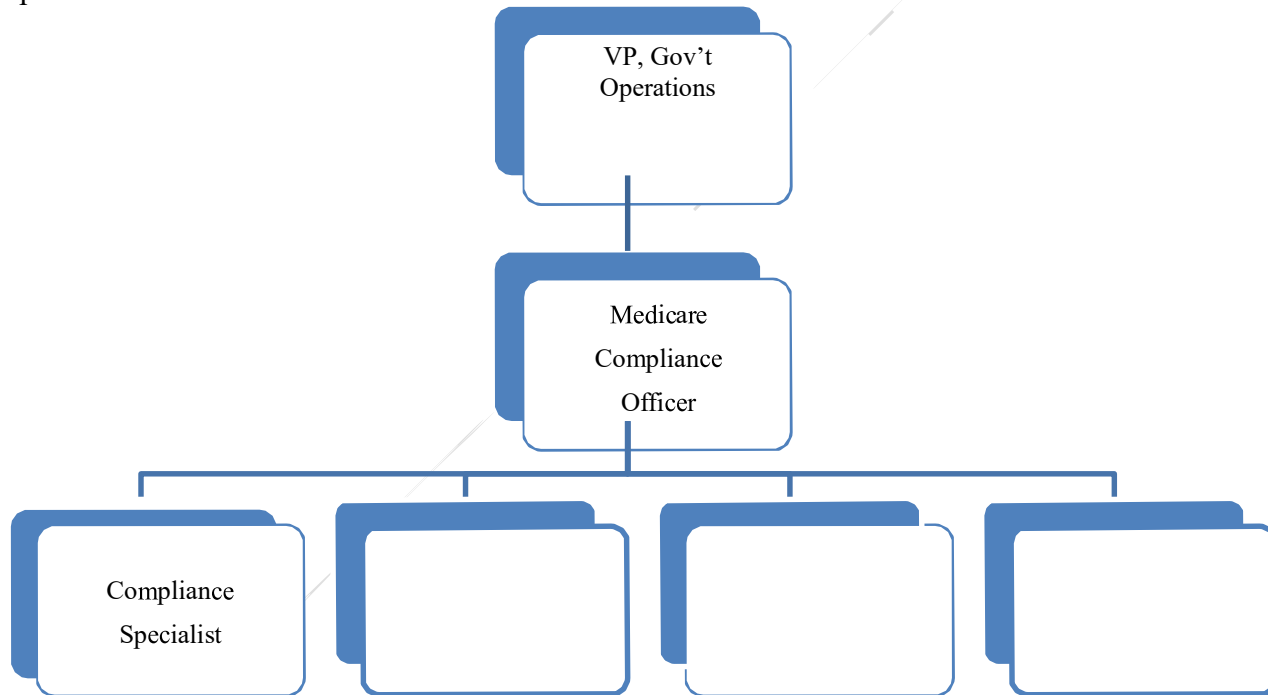 VP, Gov’t
Operations
Medicare
Compliance
Officer
Compliance
Specialist